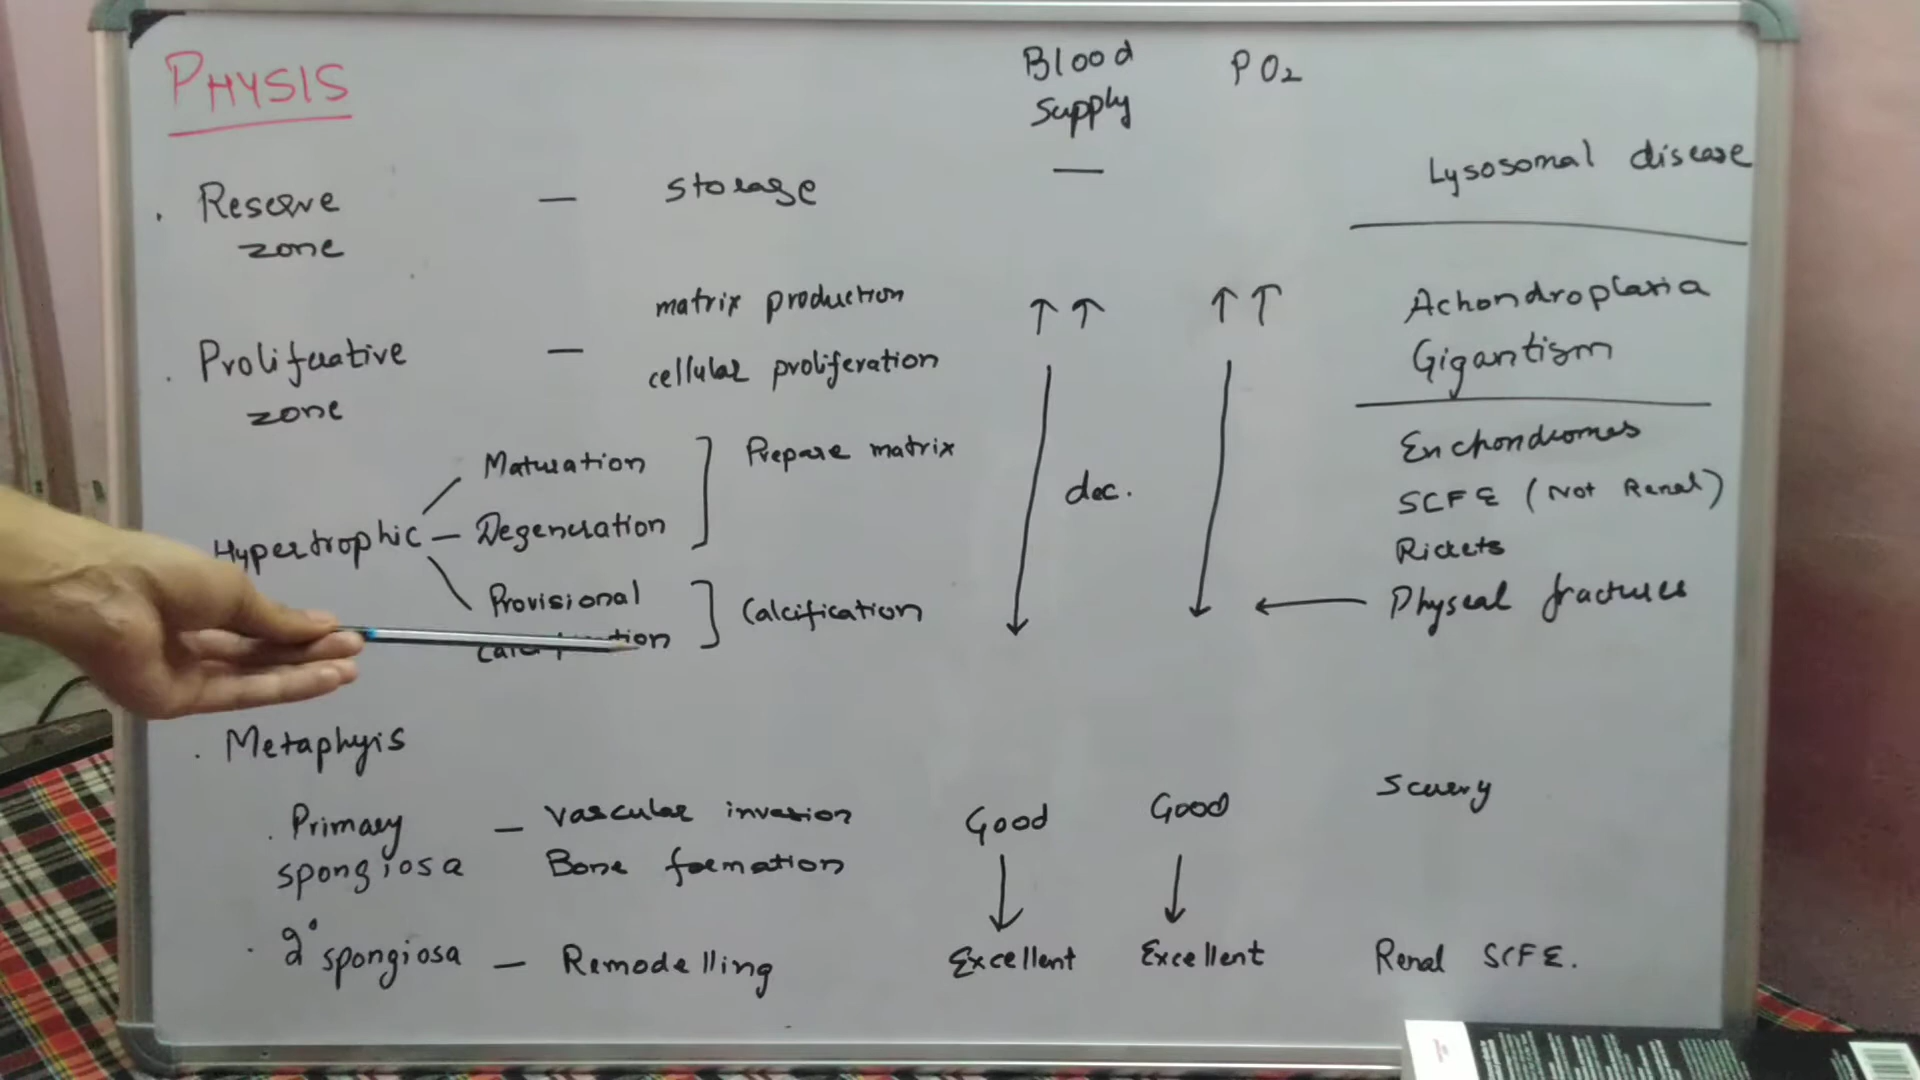 PHYSIS
Blood
Supply
PO2
. Reserve
zone
— Storage
—
Lysosomal disease
. Proliferative
zone
— matrix production
cellular proliferation
↑ ↑
↑ ↑
Achondroplasia
Gigantism
Hypertrophic
Maturation
— Degeneration
] Prepare matrix
Provisional
] Calcification
dec.
Enchondromas
SCFE (Not Renal)
Rickets
← Physeal fractures
. Metaphyis
. Primary
spongiosa
— vascular invasion
Bone formation
Good
Good
Scurvy
. 2° spongiosa — Remodelling
Excellent
Excellent
Renal SCFE.